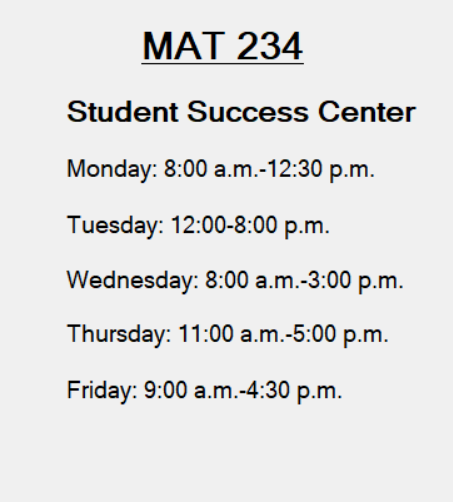 MAT 234
Student Success Center
Monday: 8:00 a.m.-12:30 p.m.
Tuesday: 12:00-8:00 p.m.
Wednesday: 8:00 a.m.-3:00 p.m.
Thursday: 11:00 a.m.-5:00 p.m.
Friday: 9:00 a.m.-4:30 p.m.